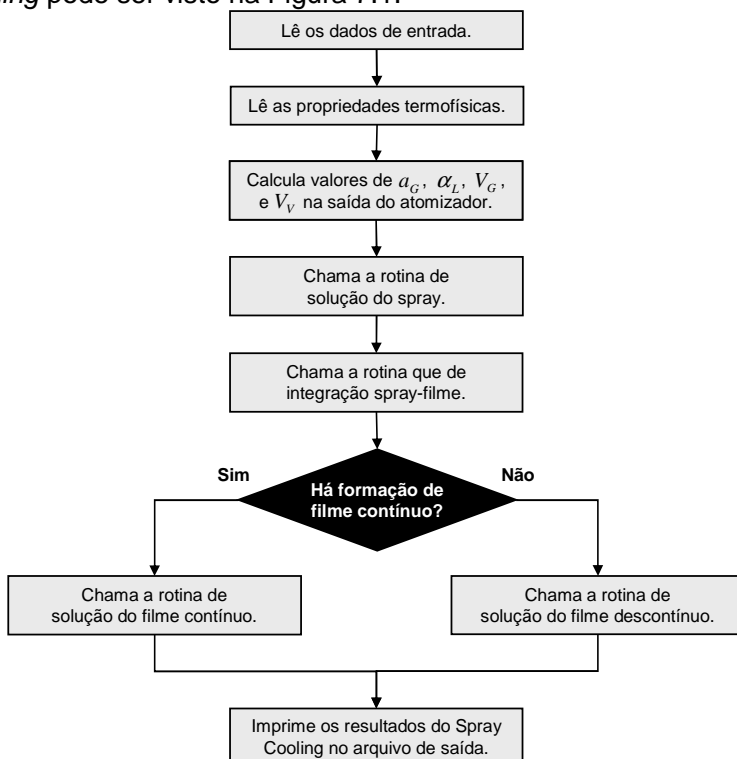 ling pode ser visto na Figura 7.1.
Lê os dados de entrada.
Lê as propriedades termofísicas.
Calcula valores de a_G, α_L, V_G,
e V_V na saída do atomizador.
Chama a rotina de
solução do spray.
Chama a rotina que de
integração spray-filme.
Sim
Não
Há formação de
filme contínuo?
Chama a rotina de
solução do filme contínuo.
Chama a rotina de
solução do filme descontínuo.
Imprime os resultados do Spray
Cooling no arquivo de saída.